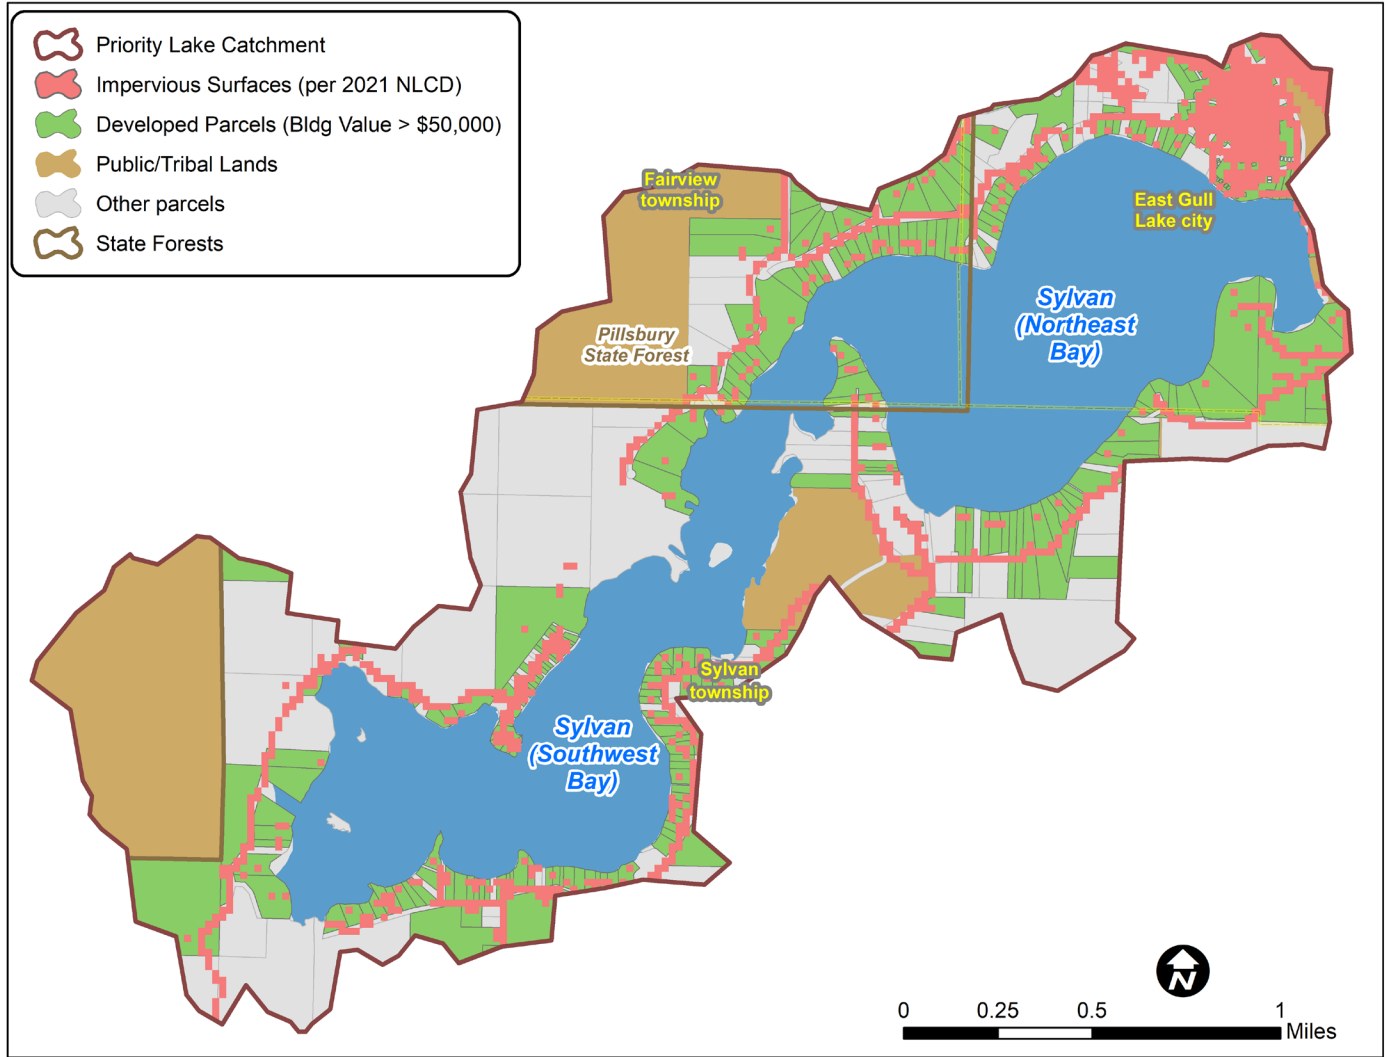 Priority Lake Catchment
Impervious Surfaces (per 2021 NLCD)
Developed Parcels (Bldg Value > $50,000)
Public/Tribal Lands
Other parcels
State Forests
Fairview
township
East Gull
Lake city
Sylvan
(Northeast
Bay)
Pillsbury
State Forest
Sylvan
township
Sylvan
(Southwest
Bay)
N
0 0.25 0.5 1
Miles